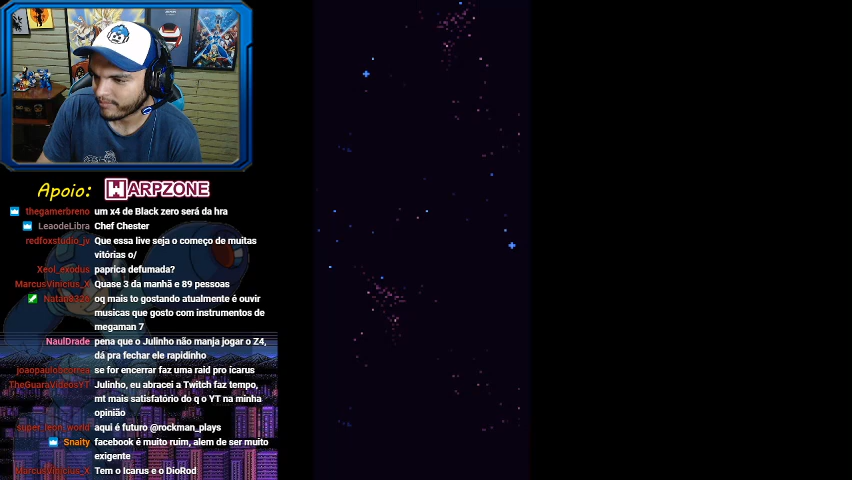 Apoio: WARPZONE
thegamerbreno um x4 de Black zero será da hra
LeaodeLibra Chef Chester
redfoxstudio_jv Que essa live seja o começo de muitas
vitórias o/
Xeol_exodus paprica defumada?
MarcusVinicius_X Quase 3 da manhã e 89 pessoas
oq mais to gostando atualmente é ouvir
musicas que gosto com instrumentos de
megaman 7
NaulDrade pena que o Julinho não manja jogar o Z4,
dá pra fechar ele rapidinho
joaopaulodcorrea se for encerrar faz uma raid pro ícarus
TheGuaraVideosYT Julinho, eu abracei a Twitch faz tempo,
mt mais satisfatório do q o YT na minha
opinião
super_leon_world aqui é futuro @rockman_plays
Snaity facebook é muito ruim, alem de ser muito
exigente
MarcusVinicius_X Tem o Icarus e o DioRod